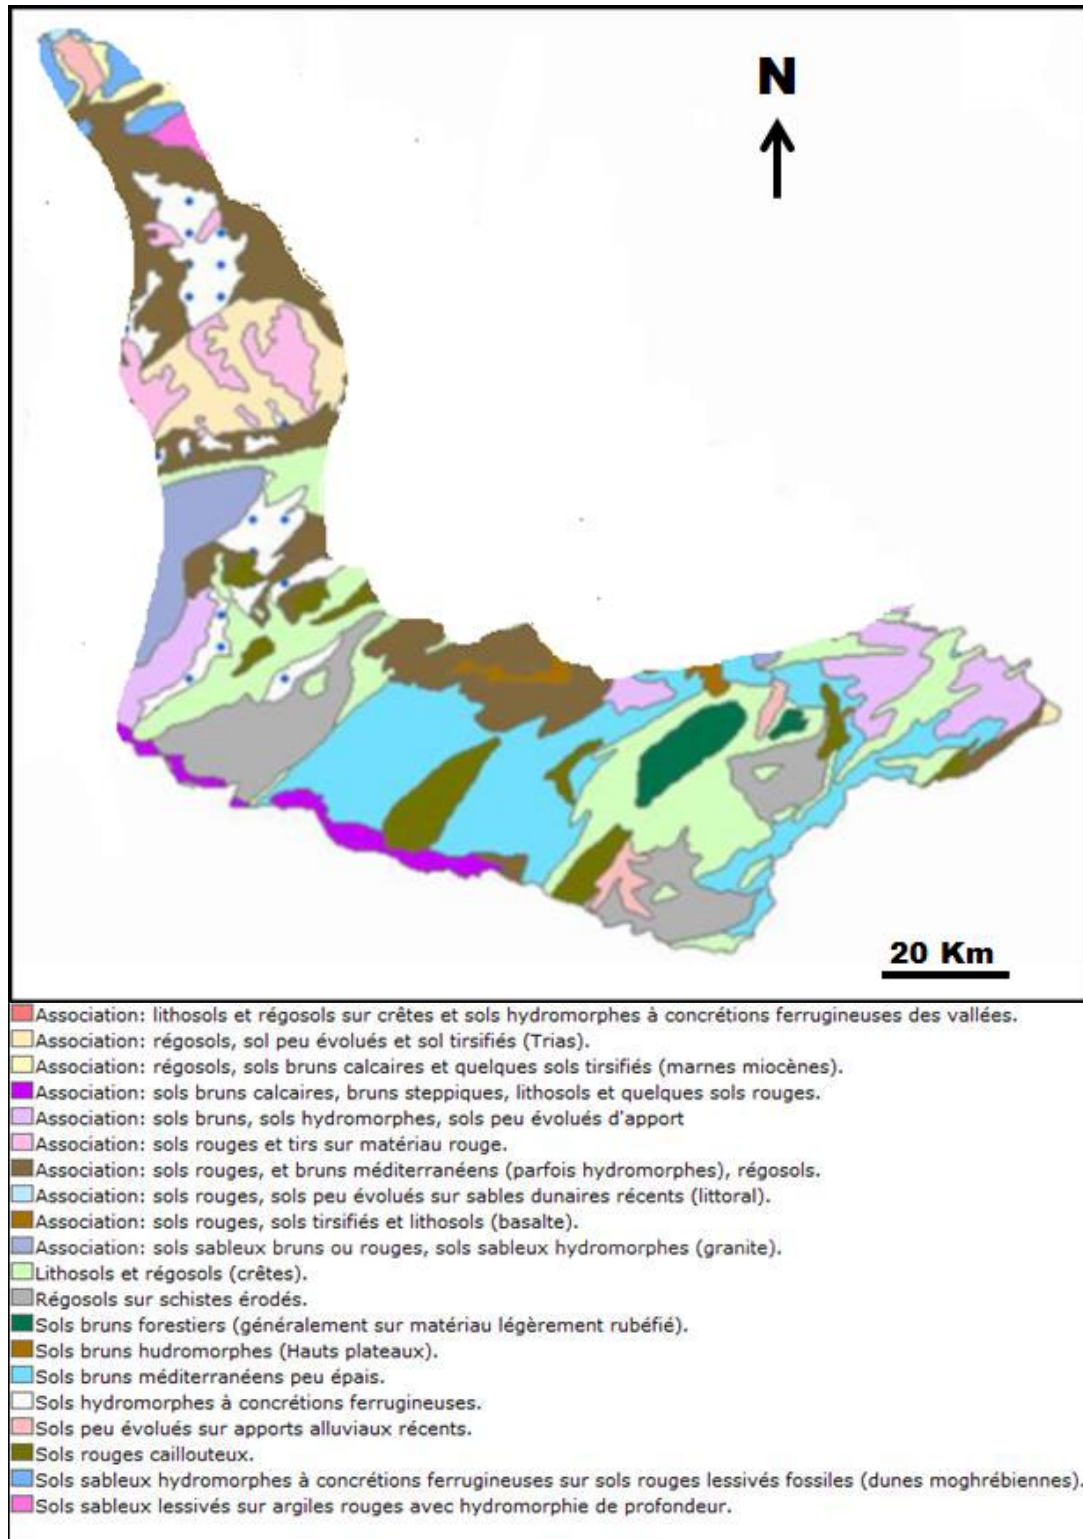 N
20 Km
Association: lithosols et régosols sur crêtes et sols hydromorphes à concrétions ferrugineuses des vallées.
Association: régosols, sol peu évolués et sol tirsifiés (Trias).
Association: régosols, sols bruns calcaires et quelques sols tirsifiés (marnes miocènes).
Association: sols bruns calcaires, bruns steppiques, lithosols et quelques sols rouges.
Association: sols bruns, sols hydromorphes, sols peu évolués d'apport
Association: sols rouges et tirs sur matériau rouge.
Association: sols rouges, et bruns méditerranéens (parfois hydromorphes), régosols.
Association: sols rouges, sols peu évolués sur sables dunaires récents (littoral).
Association: sols rouges, sols tirsifiés et lithosols (basalte).
Association: sols sableux bruns ou rouges, sols sableux hydromorphes (granite).
Lithosols et régosols (crêtes).
Régosols sur schistes érodés.
Sols bruns forestiers (généralement sur matériau légèrement rubéfié).
Sols bruns hudromorphes (Hauts plateaux).
Sols bruns méditerranéens peu épais.
Sols hydromorphes à concrétions ferrugineuses.
Sols peu évolués sur apports alluviaux récents.
Sols rouges caillouteux.
Sols sableux hydromorphes à concrétions ferrugineuses sur sols rouges lessivés fossiles (dunes moghrébiennes).
Sols sableux lessivés sur argiles rouges avec hydromorphie de profondeur.